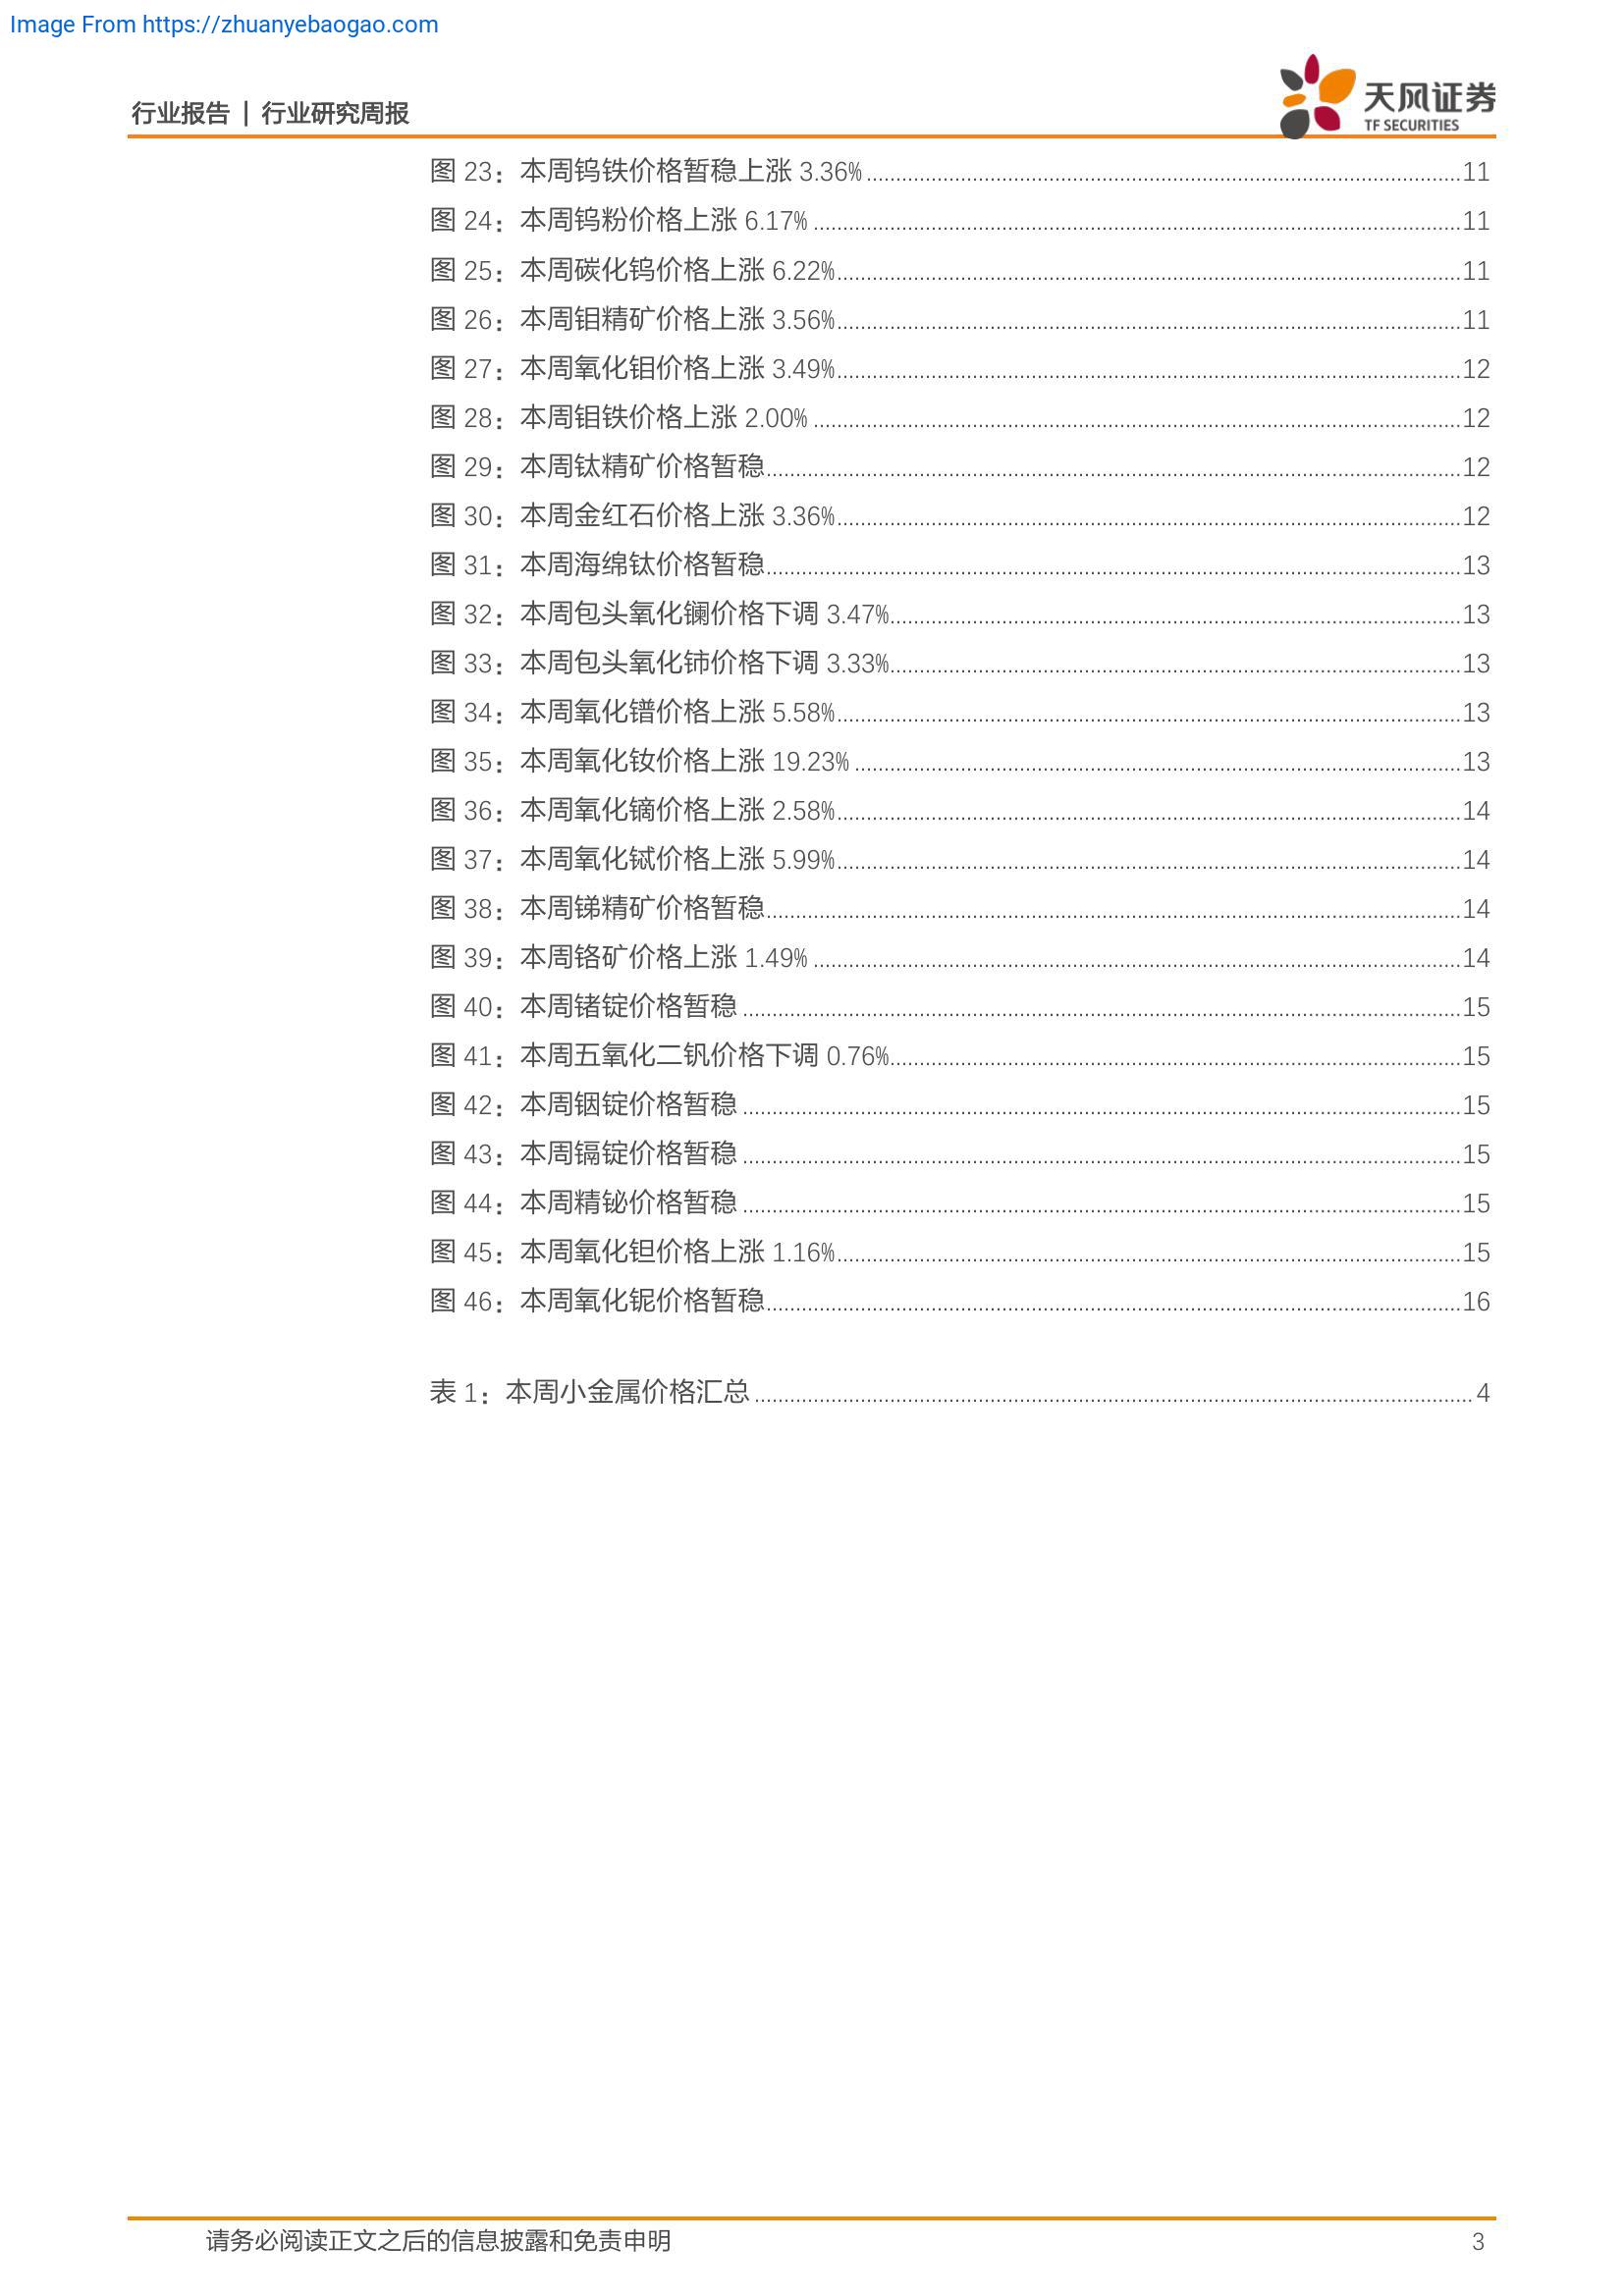 Image From https://zhuanyebaogao.com
行业报告 | 行业研究周报
天风证券
TF SECURITIES
图 23：本周钨铁价格暂稳上涨 3.36%........11
图 24：本周钨粉价格上涨 6.17%........11
图 25：本周碳化钨价格上涨 6.22%........11
图 26：本周钼精矿价格上涨 3.56%........11
图 27：本周氧化钼价格上涨 3.49%........12
图 28：本周钼铁价格上涨 2.00%........12
图 29：本周钛精矿价格暂稳........12
图 30：本周金红石价格上涨 3.36%........12
图 31：本周海绵钛价格暂稳........13
图 32：本周包头氧化镧价格下调 3.47%........13
图 33：本周包头氧化铈价格下调 3.33%........13
图 34：本周氧化镨价格上涨 5.58%........13
图 35：本周氧化钕价格上涨 19.23%........13
图 36：本周氧化镝价格上涨 2.58%........14
图 37：本周氧化铽价格上涨 5.99%........14
图 38：本周锑精矿价格暂稳........14
图 39：本周铬矿价格上涨 1.49%........14
图 40：本周锗锭价格暂稳........15
图 41：本周五氧化二钒价格下调 0.76%........15
图 42：本周铟锭价格暂稳........15
图 43：本周镉锭价格暂稳........15
图 44：本周精铋价格暂稳........15
图 45：本周氧化钽价格上涨 1.16%........15
图 46：本周氧化铌价格暂稳........16
表 1：本周小金属价格汇总........4
请务必阅读正文之后的信息披露和免责申明 3